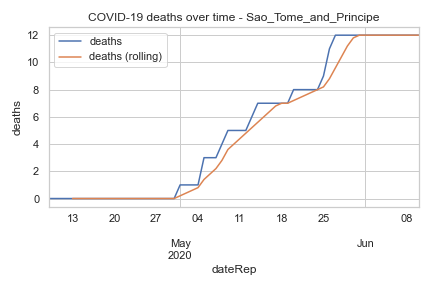 COVID-19 deaths over time - Sao_Tome_and_Principe
deaths
deaths (rolling)
deaths
12
10
8
6
4
2
0
13 20 27 04 11 18 25 08
May Jun
2020
dateRep